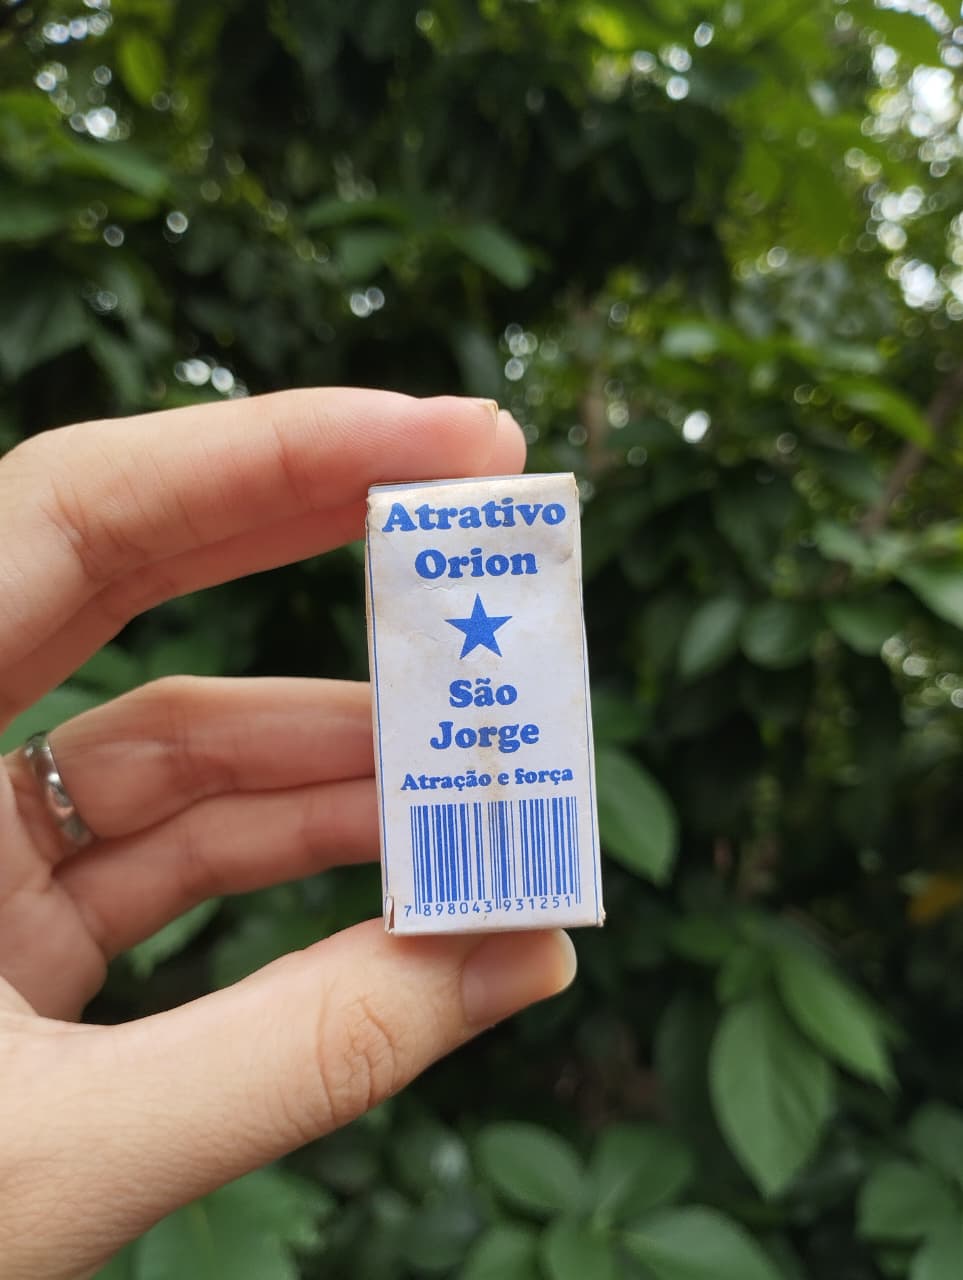 Atrativo
Orion
São
Jorge
Atração e força
7 898043 931251